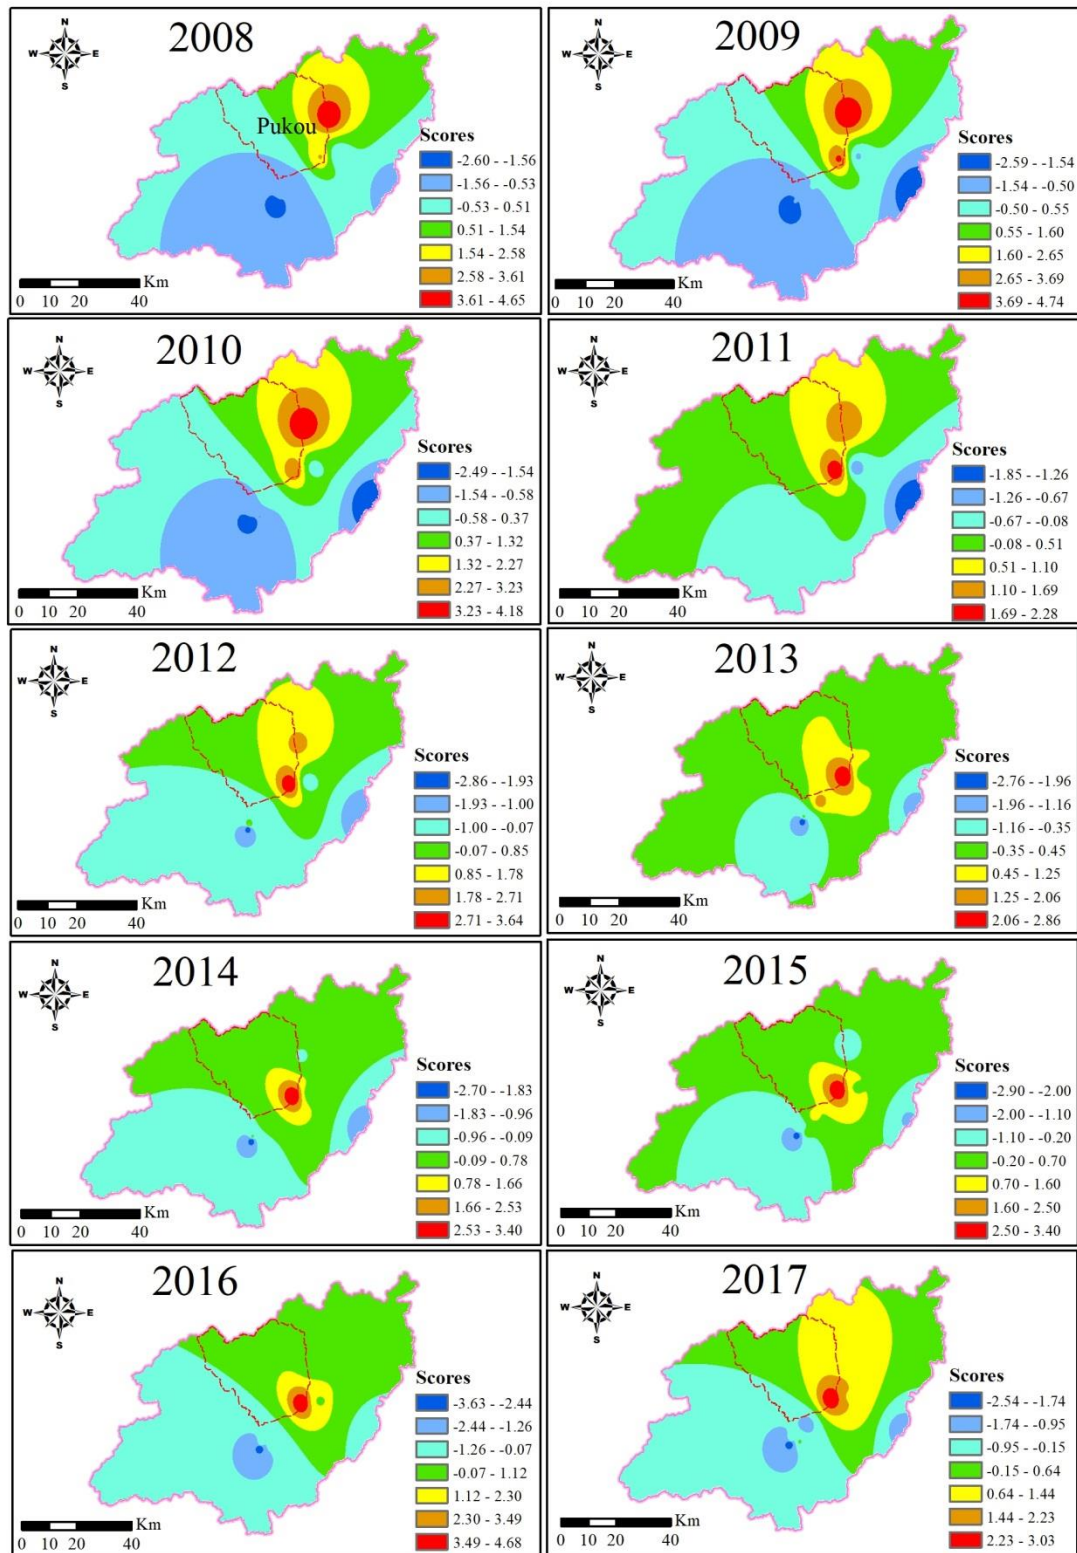 2008
N
W E
S
Pukou
Scores
-2.60 - -1.56
-1.56 - -0.53
-0.53 - 0.51
0.51 - 1.54
1.54 - 2.58
2.58 - 3.61
3.61 - 4.65
Km
0 10 20 40
2009
N
W E
S
Scores
-2.59 - -1.54
-1.54 - -0.50
-0.50 - 0.55
0.55 - 1.60
1.60 - 2.65
2.65 - 3.69
3.69 - 4.74
Km
0 10 20 40
2010
N
W E
S
Scores
-2.49 - -1.54
-1.54 - -0.58
-0.58 - 0.37
0.37 - 1.32
1.32 - 2.27
2.27 - 3.23
3.23 - 4.18
Km
0 10 20 40
2011
N
W E
S
Scores
-1.85 - -1.26
-1.26 - -0.67
-0.67 - -0.08
-0.08 - 0.51
0.51 - 1.10
1.10 - 1.69
1.69 - 2.28
Km
0 10 20 40
2012
N
W E
S
Scores
-2.86 - -1.93
-1.93 - -1.00
-1.00 - -0.07
-0.07 - 0.85
0.85 - 1.78
1.78 - 2.71
2.71 - 3.64
Km
0 10 20 40
2013
N
W E
S
Scores
-2.76 - -1.96
-1.96 - -1.16
-1.16 - -0.35
-0.35 - 0.45
0.45 - 1.25
1.25 - 2.06
2.06 - 2.86
Km
0 10 20 40
2014
N
W E
S
Scores
-2.70 - -1.83
-1.83 - -0.96
-0.96 - -0.09
-0.09 - 0.78
0.78 - 1.66
1.66 - 2.53
2.53 - 3.40
Km
0 10 20 40
2015
N
W E
S
Scores
-2.90 - -2.00
-2.00 - -1.10
-1.10 - -0.20
-0.20 - 0.70
0.70 - 1.60
1.60 - 2.50
2.50 - 3.40
Km
0 10 20 40
2016
N
W E
S
Scores
-3.63 - -2.44
-2.44 - -1.26
-1.26 - -0.07
-0.07 - 1.12
1.12 - 2.30
2.30 - 3.49
3.49 - 4.68
Km
0 10 20 40
2017
N
W E
S
Scores
-2.54 - -1.74
-1.74 - -0.95
-0.95 - -0.15
-0.15 - 0.64
0.64 - 1.44
1.44 - 2.23
2.23 - 3.03
Km
0 10 20 40